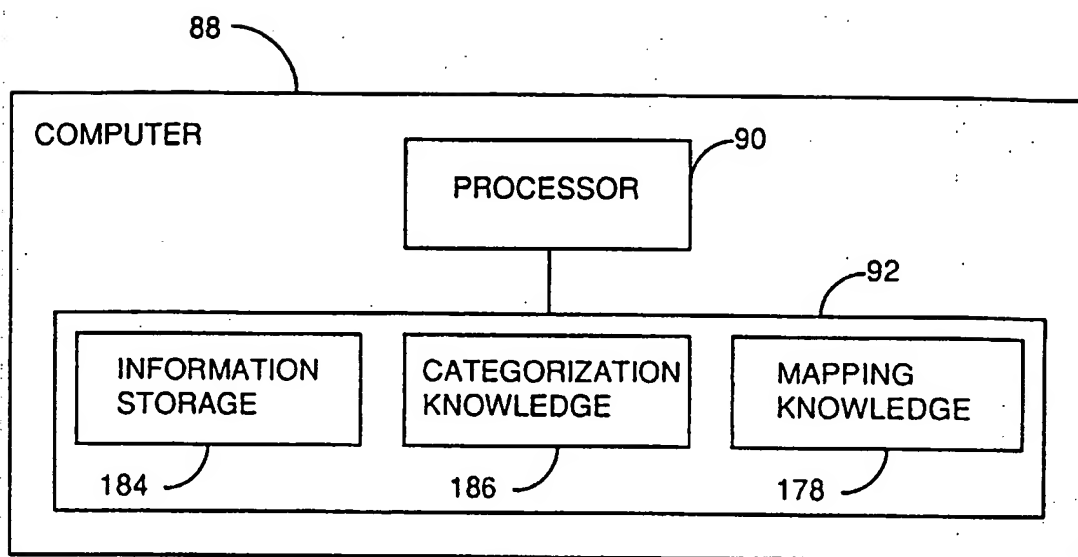 88
COMPUTER
90
PROCESSOR
92
INFORMATION
STORAGE
CATEGORIZATION
KNOWLEDGE
MAPPING
KNOWLEDGE
184
186
178